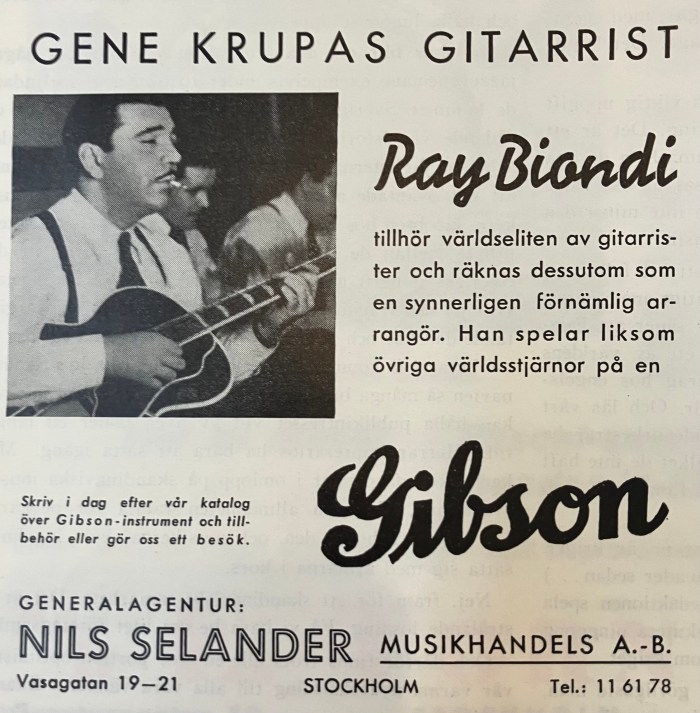 GENE KRUPAS GITARRIST
Ray Biondi
tillhör världseliten av gitarris-
ter och räknas dessutom som
en synnerligen förnämlig ar-
rangör. Han spelar liksom
övriga världsstjärnor på en
Gibson
Skriv i dag efter vår katalog
över Gibson-instrument och till-
behör eller gör oss ett besök.
GENERALAGENTUR:
NILS SELANDER MUSIKHANDELS A.-B.
Vasagatan 19—21 STOCKHOLM Tel.: 11 61 78